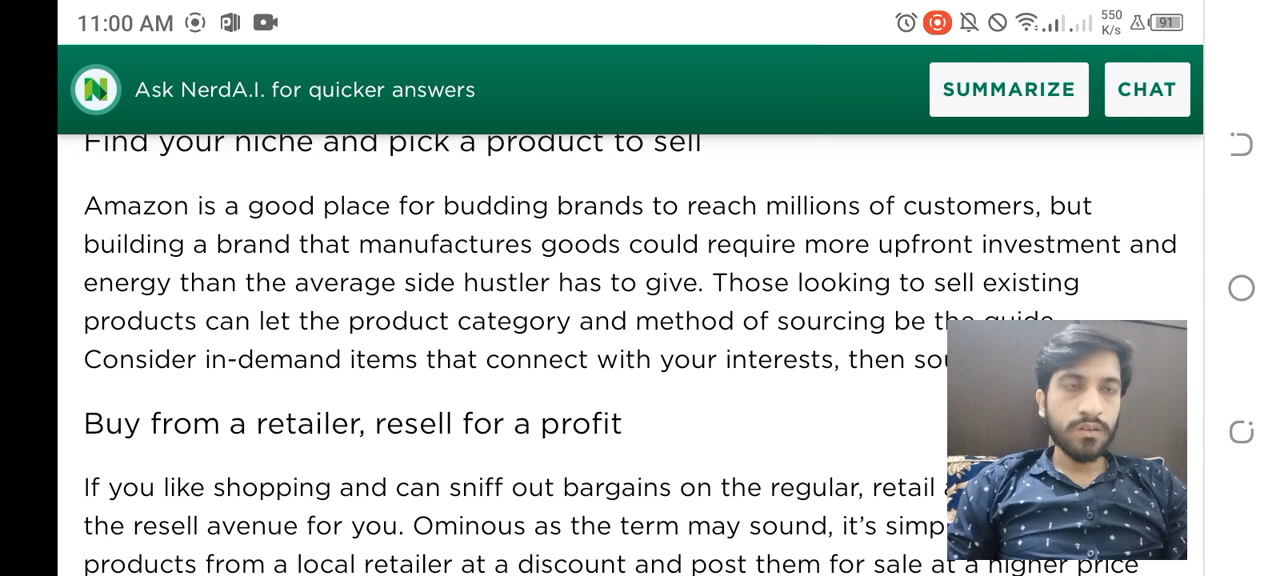 11:00 AM
550
K/s
91
N
Ask NerdA.I. for quicker answers
SUMMARIZE
CHAT
Find your niche and pick a product to sell
Amazon is a good place for budding brands to reach millions of customers, but
building a brand that manufactures goods could require more upfront investment and
energy than the average side hustler has to give. Those looking to sell existing
products can let the product category and method of sourcing be the guide.
Consider in-demand items that connect with your interests, then
Buy from a retailer, resell for a profit
If you like shopping and can sniff out bargains on the regular, retail
the resell avenue for you. Ominous as the term may sound, it's
products from a local retailer at a discount and post them for sale at a higher price